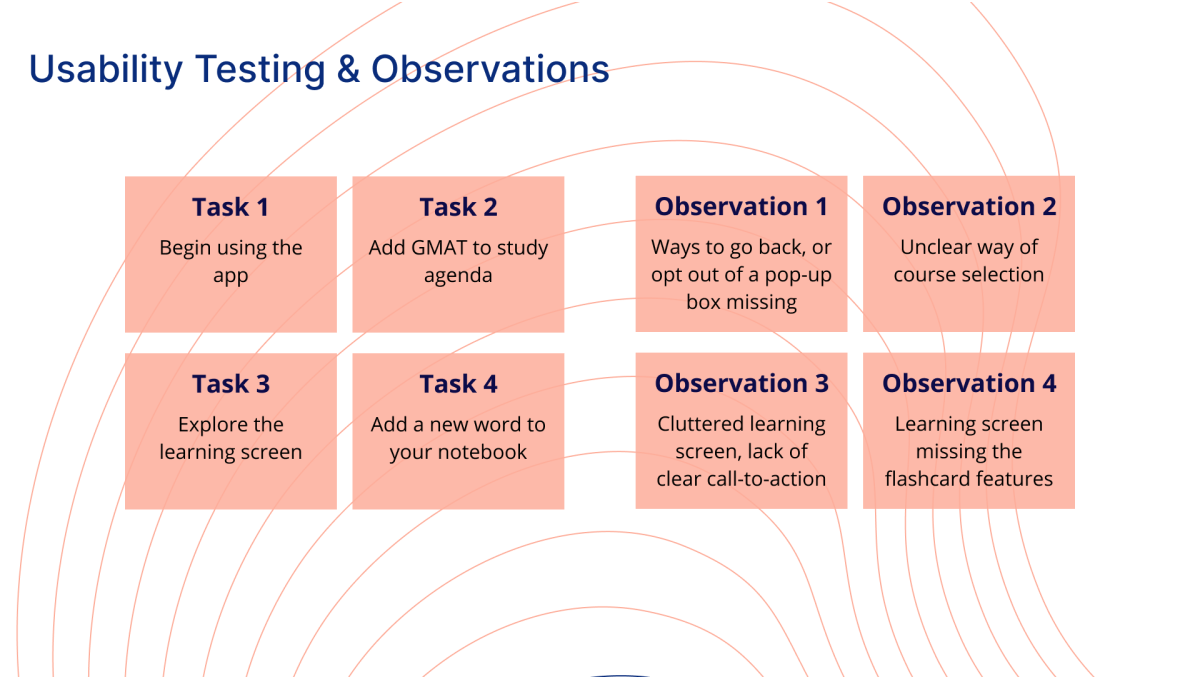 Usability Testing & Observations
Task 1
Begin using the
app
Task 2
Add GMAT to study
agenda
Task 3
Explore the
learning screen
Task 4
Add a new word to
your notebook
Observation 1
Ways to go back, or
opt out of a pop-up
box missing
Observation 2
Unclear way of
course selection
Observation 3
Cluttered learning
screen, lack of
clear call-to-action
Observation 4
Learning screen
missing the
flashcard features